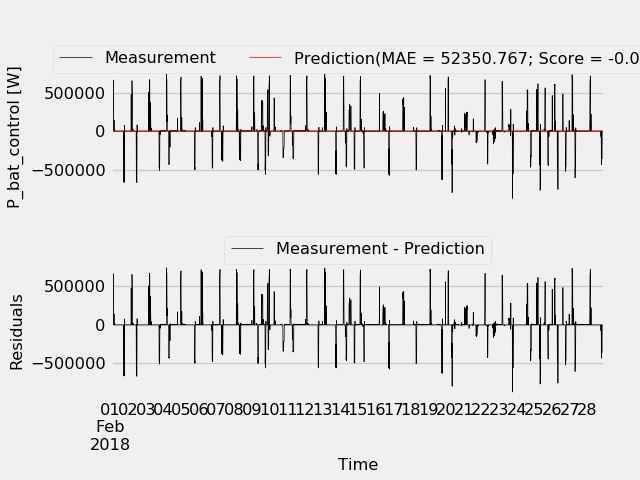 Measurement Prediction(MAE = 52350.767; Score = -0.0
P_bat_control [W]
500000
0
−500000
Measurement - Prediction
Residuals
500000
0
−500000
01020304050607080910111213141516171819202122232425262728
Feb
2018
Time